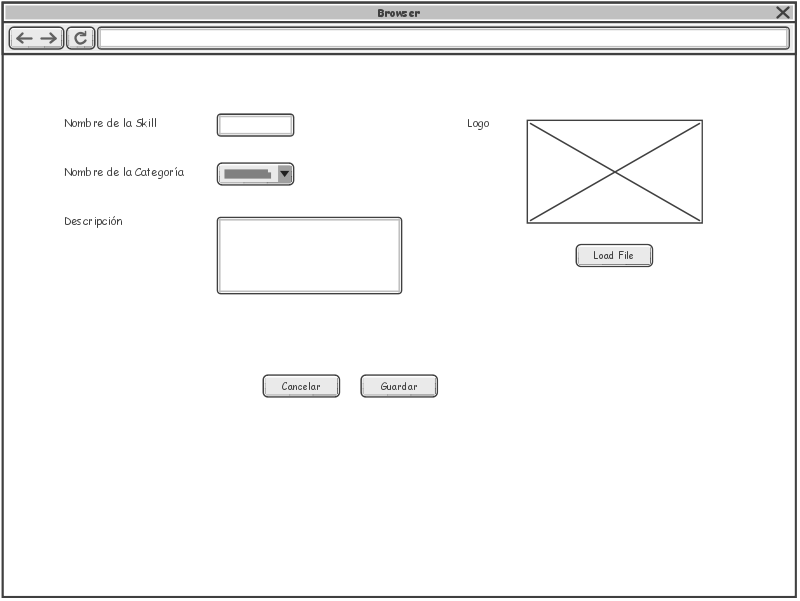 Browser
Nombre de la Skill
Logo
Nombre de la Categoría
Descripción
Load File
Cancelar
Guardar